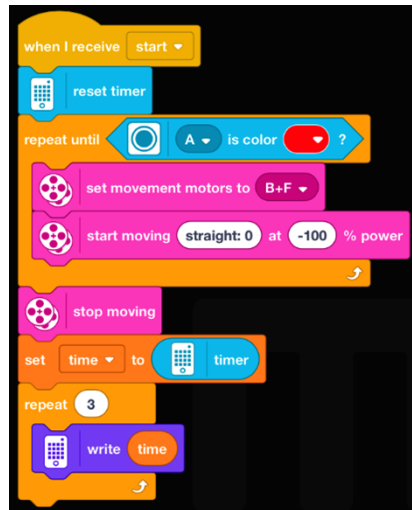 when I receive start
reset timer
repeat until A is color ?
set movement motors to B+F
start moving straight: 0 at -100 % power
stop moving
set time to timer
repeat 3
write time